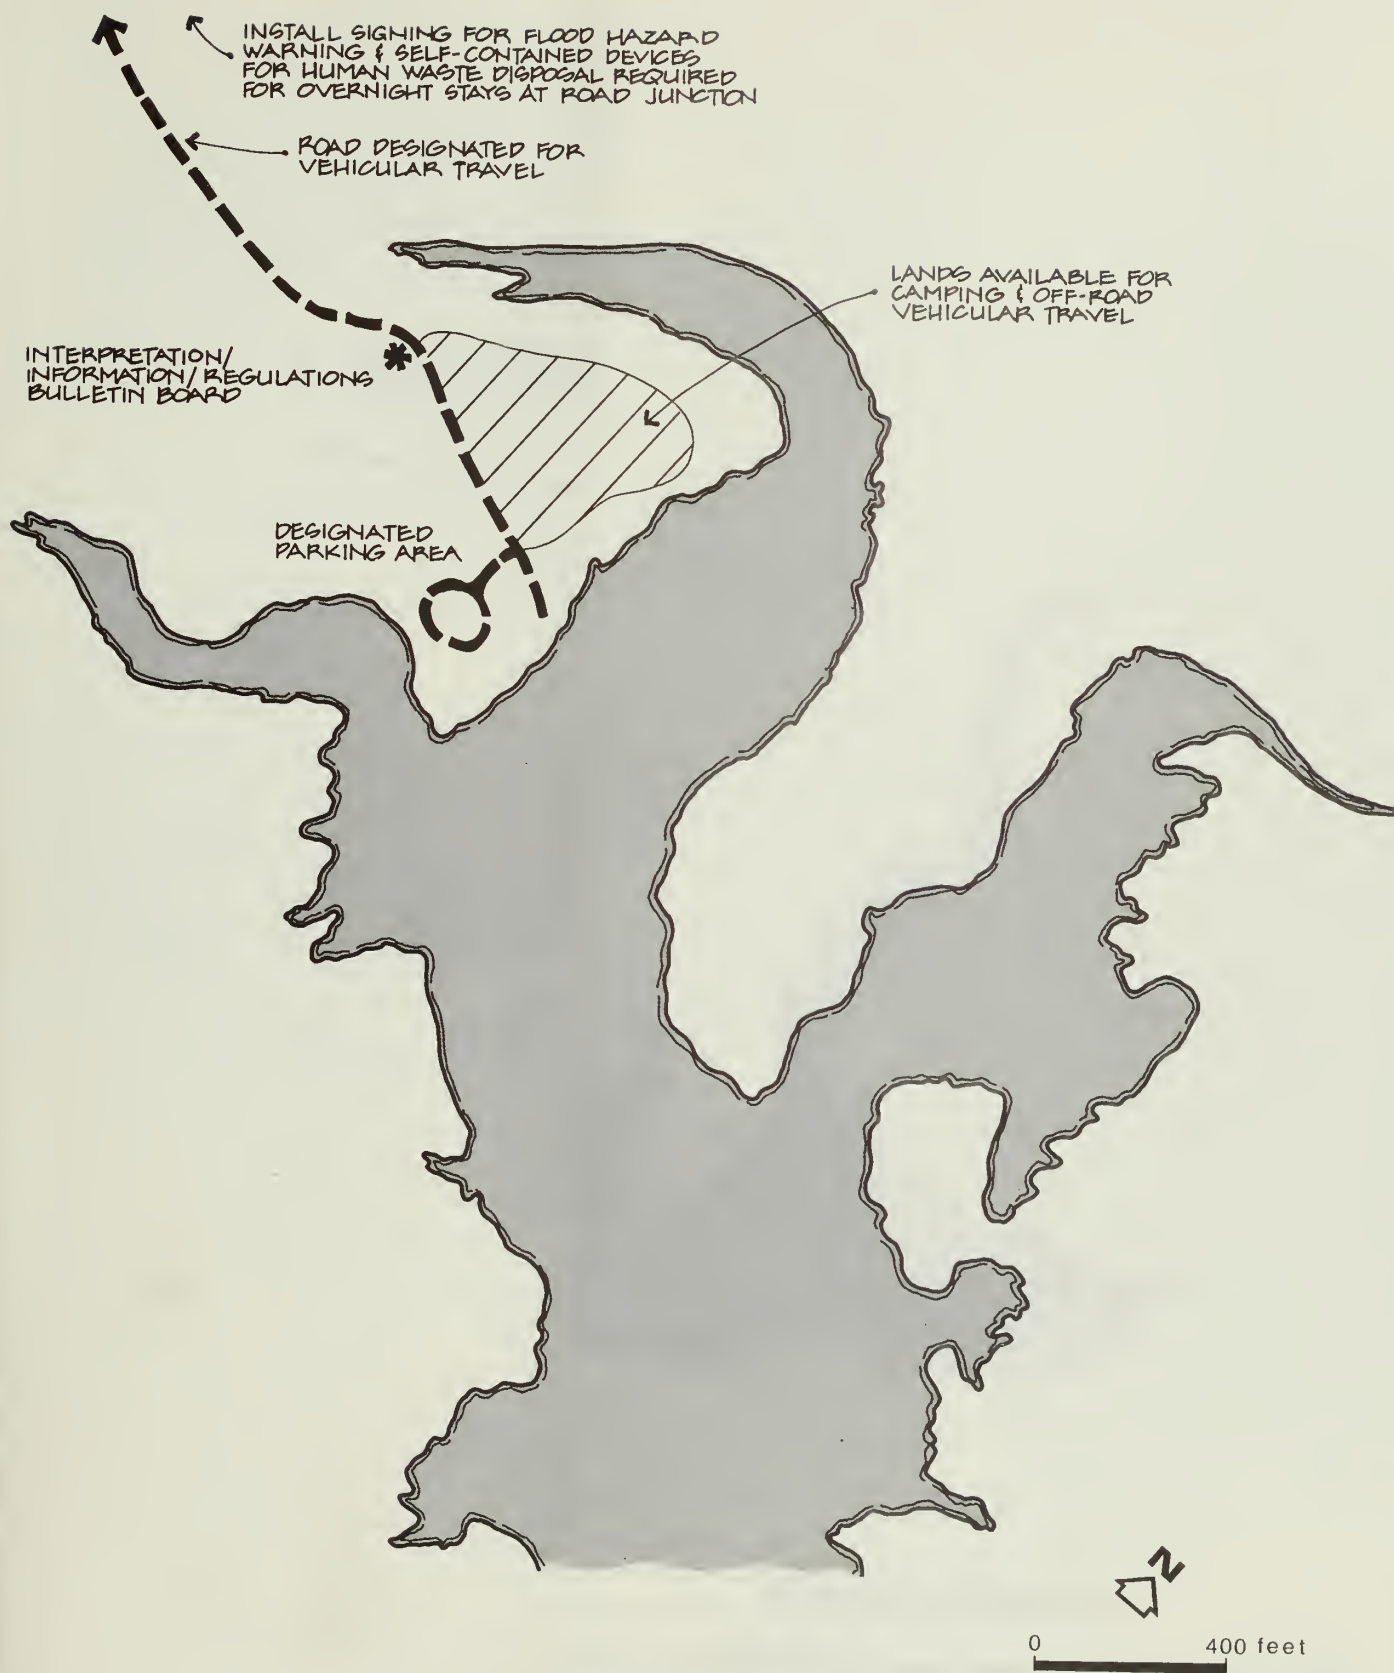 INSTALL SIGNING FOR FLOOD HAZARD
WARNING & SELF-CONTAINED DEVICES
FOR HUMAN WASTE DISPOSAL REQUIRED
FOR OVERNIGHT STAYS AT ROAD JUNCTION
ROAD DESIGNATED FOR
VEHICULAR TRAVEL
LANDS AVAILABLE FOR
CAMPING & OFF-ROAD
VEHICULAR TRAVEL
INTERPRETATION/
INFORMATION/REGULATIONS
BULLETIN BOARD
DESIGNATED
PARKING AREA
N
0 400 feet